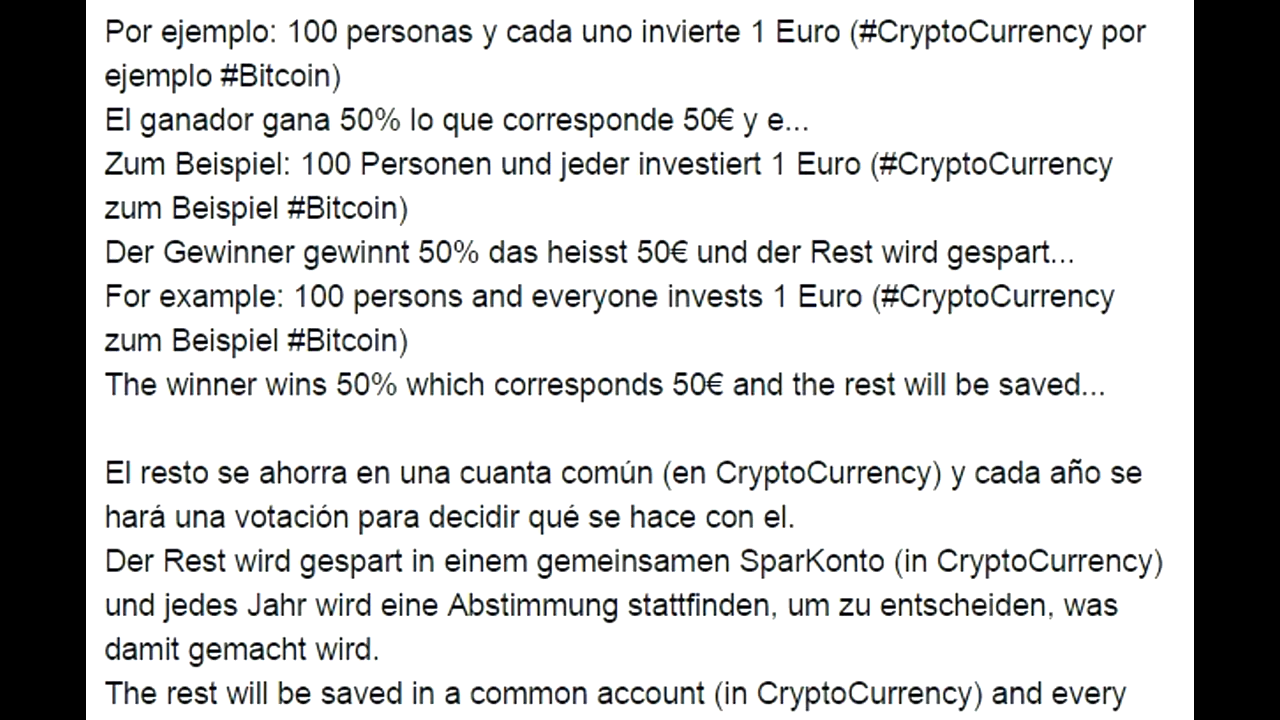 Por ejemplo: 100 personas y cada uno invierte 1 Euro (#CryptoCurrency por
ejemplo #Bitcoin)
El ganador gana 50% lo que corresponde 50€ y e...
Zum Beispiel: 100 Personen und jeder investiert 1 Euro (#CryptoCurrency
zum Beispiel #Bitcoin)
Der Gewinner gewinnt 50% das heisst 50€ und der Rest wird gespart...
For example: 100 persons and everyone invests 1 Euro (#CryptoCurrency
zum Beispiel #Bitcoin)
The winner wins 50% which corresponds 50€ and the rest will be saved...

El resto se ahorra en una cuanta común (en CryptoCurrency) y cada año se
hará una votación para decidir qué se hace con el.
Der Rest wird gespart in einem gemeinsamen SparKonto (in CryptoCurrency)
und jedes Jahr wird eine Abstimmung stattfinden, um zu entscheiden, was
damit gemacht wird.
The rest will be saved in a common account (in CryptoCurrency) and every